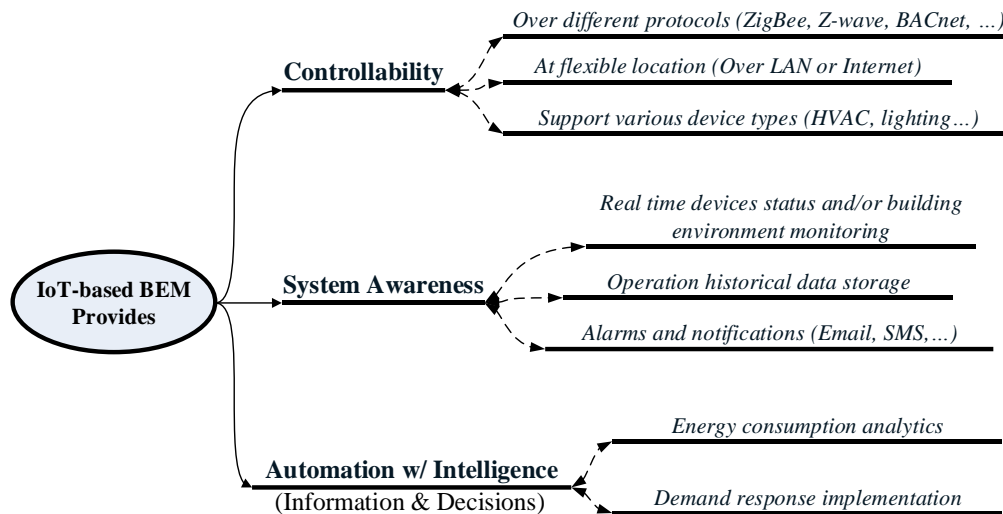 Over different protocols (ZigBee, Z-wave, BACnet, …)
Controllability
At flexible location (Over LAN or Internet)
Support various device types (HVAC, lighting…)
IoT-based BEM
Provides
Real time devices status and/or building
environment monitoring
System Awareness
Operation historical data storage
Alarms and notifications (Email, SMS,…)
Energy consumption analytics
Automation w/ Intelligence
(Information & Decisions)
Demand response implementation